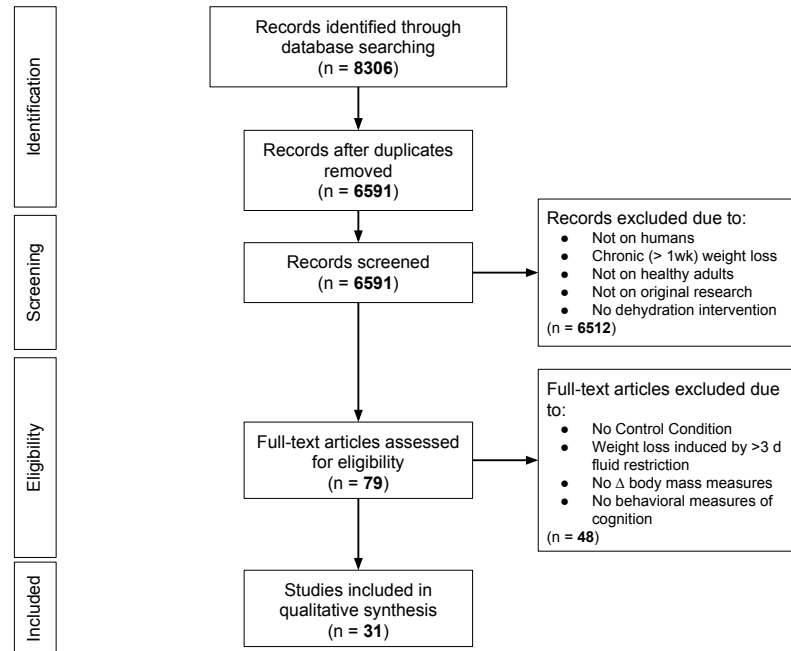 Identification
Records identified through
database searching
(n = 8306)
Records after duplicates
removed
(n = 6591)
Screening
Records screened
(n = 6591)
Records excluded due to:
● Not on humans
● Chronic (> 1wk) weight loss
● Not on healthy adults
● Not on original research
● No dehydration intervention
(n = 6512)
Eligibility
Full-text articles assessed
for eligibility
(n = 79)
Full-text articles excluded due
to:
● No Control Condition
● Weight loss induced by >3 d
fluid restriction
● No Δ body mass measures
● No behavioral measures of
cognition
(n = 48)
Included
Studies included in
qualitative synthesis
(n = 31)